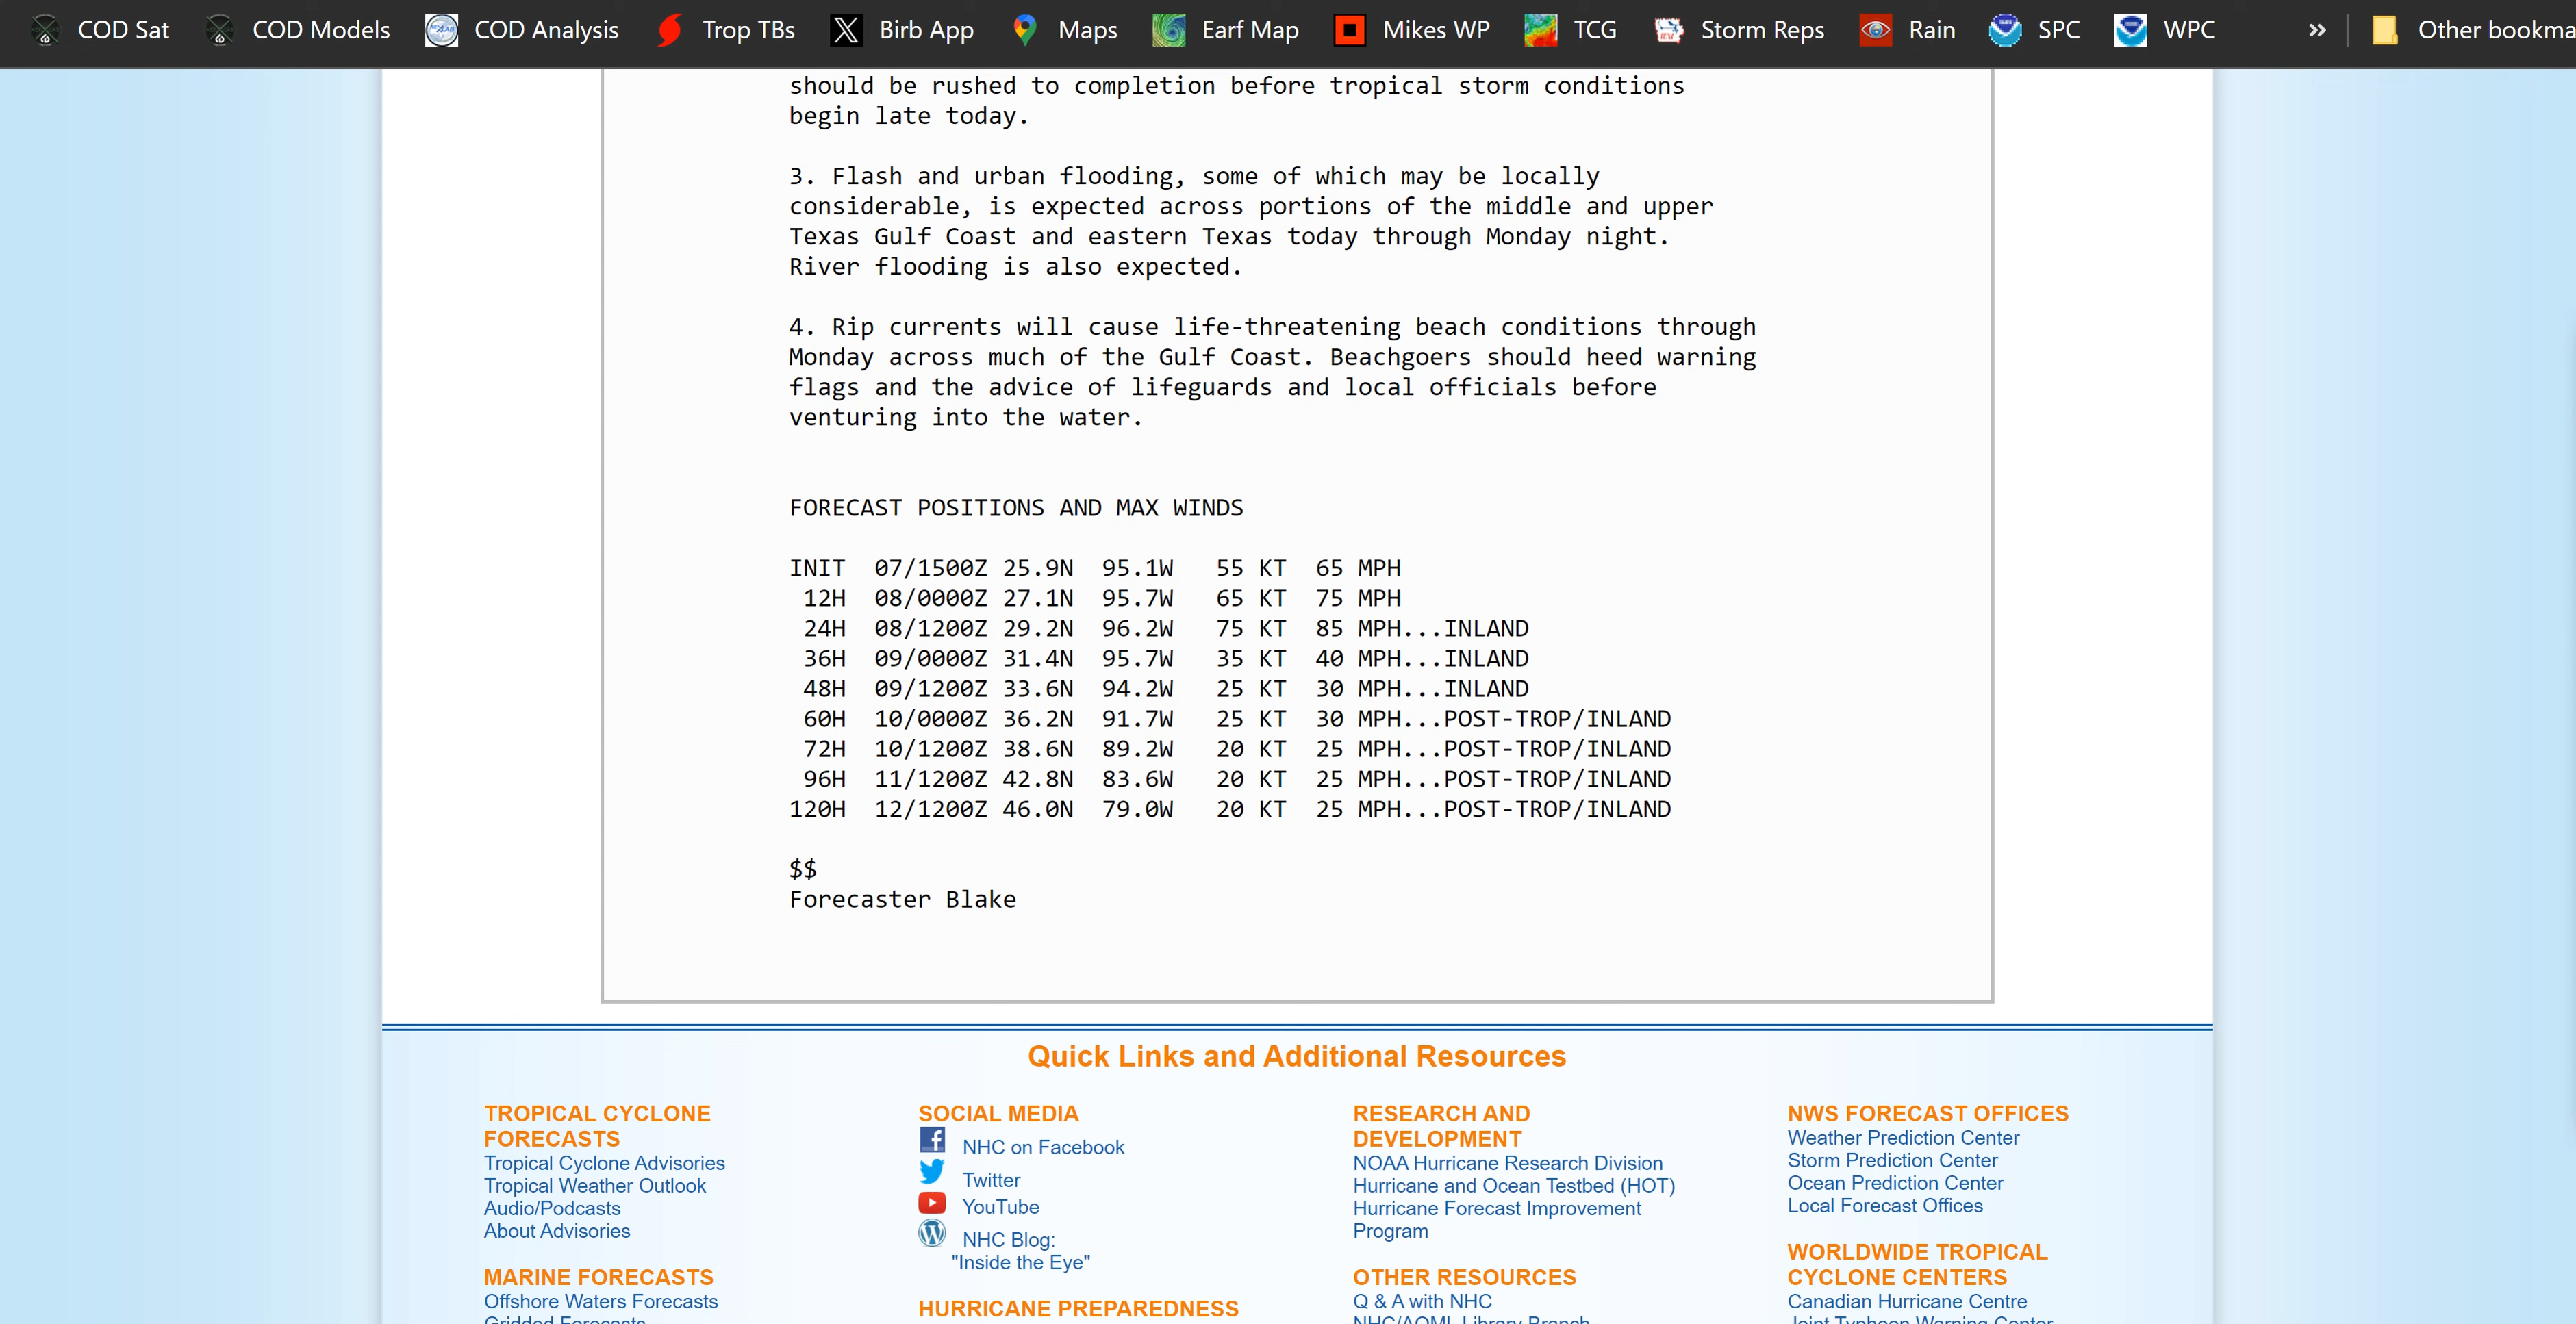 COD Sat COD Models COD Analysis Trop TBs Birb App Maps Earf Map Mikes WP TCG Storm Reps Rain SPC WPC » Other bookma
should be rushed to completion before tropical storm conditions
begin late today.
3. Flash and urban flooding, some of which may be locally
considerable, is expected across portions of the middle and upper
Texas Gulf Coast and eastern Texas today through Monday night.
River flooding is also expected.
4. Rip currents will cause life-threatening beach conditions through
Monday across much of the Gulf Coast. Beachgoers should heed warning
flags and the advice of lifeguards and local officials before
venturing into the water.
FORECAST POSITIONS AND MAX WINDS
INIT 07/1500Z 25.9N 95.1W 55 KT 65 MPH
12H 08/0000Z 27.1N 95.7W 65 KT 75 MPH
24H 08/1200Z 29.2N 96.2W 75 KT 85 MPH...INLAND
36H 09/0000Z 31.4N 95.7W 35 KT 40 MPH...INLAND
48H 09/1200Z 33.6N 94.2W 25 KT 30 MPH...INLAND
60H 10/0000Z 36.2N 91.7W 25 KT 30 MPH...POST-TROP/INLAND
72H 10/1200Z 38.6N 89.2W 20 KT 25 MPH...POST-TROP/INLAND
96H 11/1200Z 42.8N 83.6W 20 KT 25 MPH...POST-TROP/INLAND
120H 12/1200Z 46.0N 79.0W 20 KT 25 MPH...POST-TROP/INLAND
$$
Forecaster Blake
Quick Links and Additional Resources
TROPICAL CYCLONE
FORECASTS
Tropical Cyclone Advisories
Tropical Weather Outlook
Audio/Podcasts
About Advisories
MARINE FORECASTS
Offshore Waters Forecasts
Gridded Forecasts
SOCIAL MEDIA
NHC on Facebook
Twitter
YouTube
NHC Blog:
"Inside the Eye"
HURRICANE PREPAREDNESS
RESEARCH AND
DEVELOPMENT
NOAA Hurricane Research Division
Hurricane and Ocean Testbed (HOT)
Hurricane Forecast Improvement
Program
OTHER RESOURCES
Q & A with NHC
NHC/AOML Library Branch
NWS FORECAST OFFICES
Weather Prediction Center
Storm Prediction Center
Ocean Prediction Center
Local Forecast Offices
WORLDWIDE TROPICAL
CYCLONE CENTERS
Canadian Hurricane Centre
Joint Typhoon Warning Center